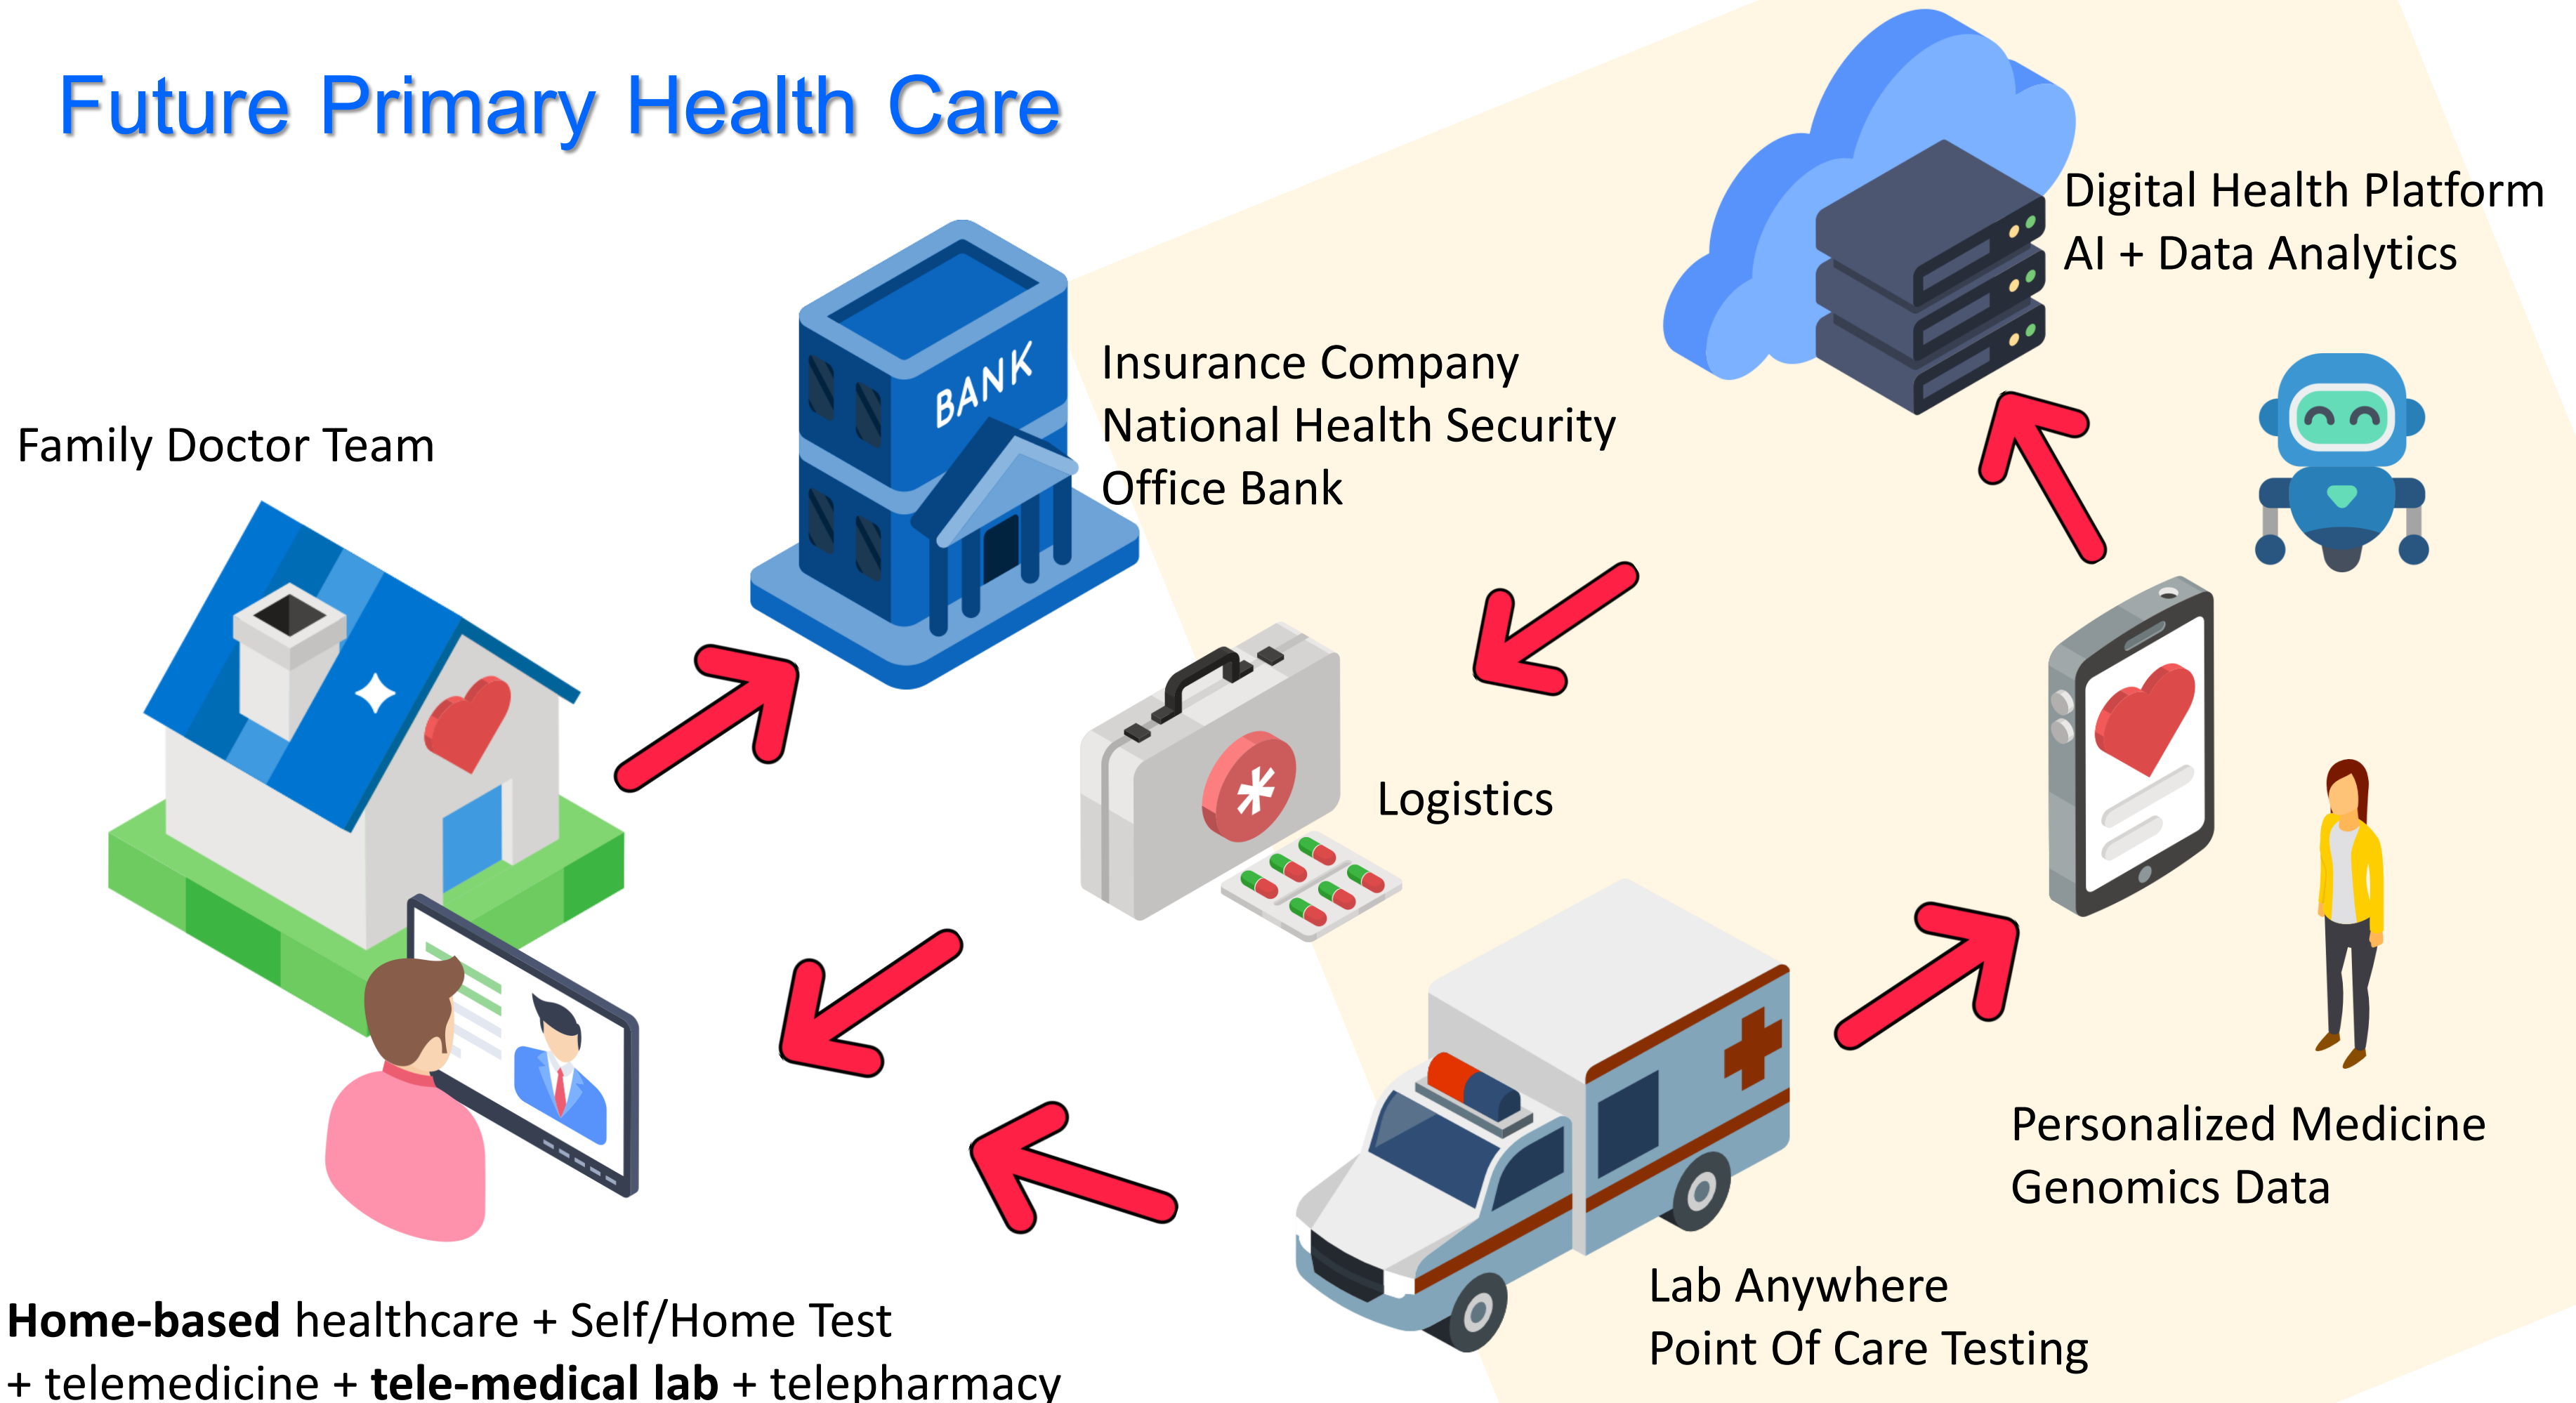 Future Primary Health Care
Digital Health Platform
AI + Data Analytics
BANK
Insurance Company
National Health Security
Office Bank
Family Doctor Team
Logistics
Personalized Medicine
Genomics Data
Lab Anywhere
Point Of Care Testing
Home-based healthcare + Self/Home Test
+ telemedicine + tele-medical lab + telepharmacy